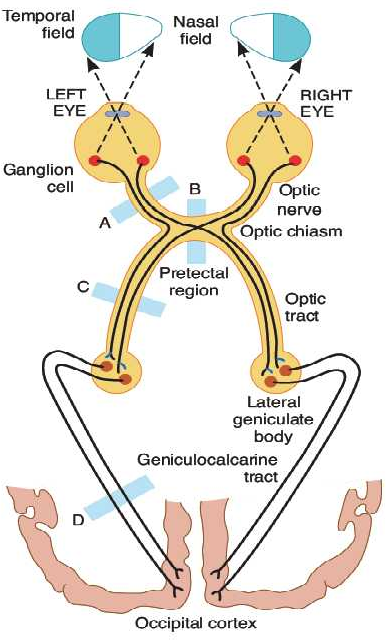 Temporal
field
Nasal
field
LEFT
EYE
RIGHT
EYE
Ganglion
cell
A
B
Optic
nerve
Optic chiasm
Pretectal
region
C
Optic
tract
Lateral
geniculate
body
Geniculocalcarine
tract
D
Occipital cortex